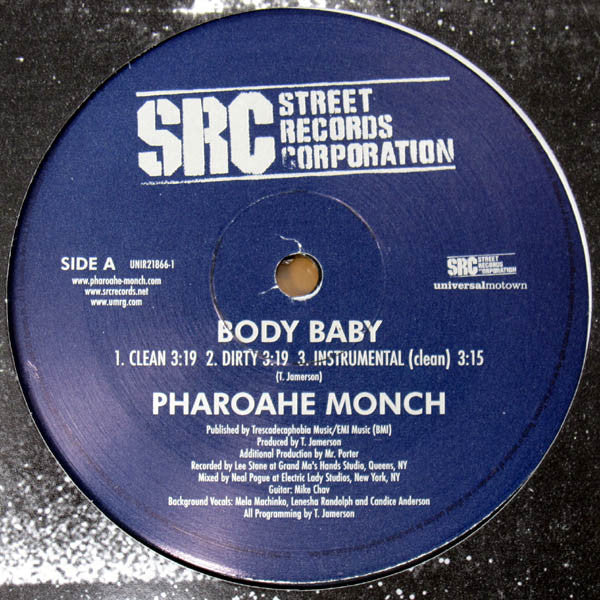 SRC STREET
RECORDS
CORPORATION
SIDE A UNIR21866-1
www.pharoahe-monch.com
www.srcrecords.net
www.umrg.com
SRC STREET
RECORDS
CORPORATION
universalmotown
BODY BABY
1. CLEAN 3:19 2. DIRTY 3:19 3. INSTRUMENTAL (clean) 3:15
(T. Jamerson)
PHAROAHE MONCH
Published by Trescadecaphobia Music/EMI Music (BMI)
Produced by T. Jamerson
Additional Production by Mr. Porter
Recorded by Lee Stone at Grand Ma's Hands Studio, Queens, NY
Mixed by Neal Pogue at Electric Lady Studios, New York, NY
Guitar: Mike Chav
Background Vocals: Mela Machinko, Lenesha Randolph and Candice Anderson
All Programming by T. Jamerson